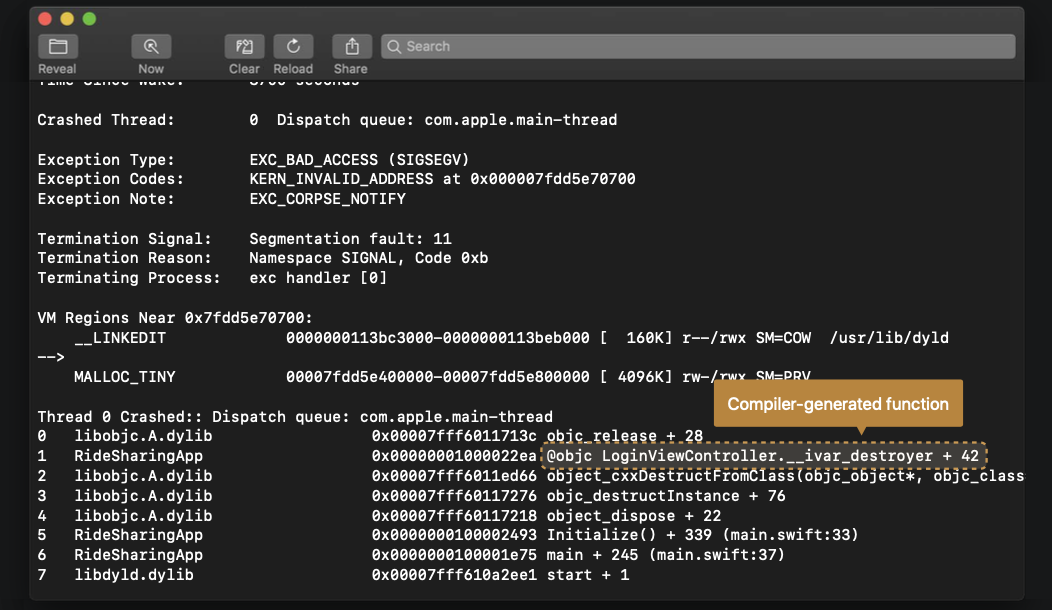 Search
Reveal Now Clear Reload Share
Time Since Wake: 3700 seconds
Crashed Thread: 0 Dispatch queue: com.apple.main-thread
Exception Type: EXC_BAD_ACCESS (SIGSEGV)
Exception Codes: KERN_INVALID_ADDRESS at 0x000007fdd5e70700
Exception Note: EXC_CORPSE_NOTIFY
Termination Signal: Segmentation fault: 11
Termination Reason: Namespace SIGNAL, Code 0xb
Terminating Process: exc handler [0]
VM Regions Near 0x7fdd5e70700:
__LINKEDIT 0000000113bc3000-0000000113beb000 [ 160K] r--/rwx SM=COW /usr/lib/dyld
-->
MALLOC_TINY 00007fdd5e400000-00007fdd5e800000 [ 4096K] rw-/rwx SM=PRV
Compiler-generated function
Thread 0 Crashed:: Dispatch queue: com.apple.main-thread
0 libobjc.A.dylib 0x00007fff6011713c objc_release + 28
1 RideSharingApp 0x00000001000022ea @objc LoginViewController.__ivar_destroyer + 42
2 libobjc.A.dylib 0x00007fff6011ed66 object_cxxDestructFromClass(objc_object*, objc_class
3 libobjc.A.dylib 0x00007fff60117276 objc_destructInstance + 76
4 libobjc.A.dylib 0x00007fff60117218 object_dispose + 22
5 RideSharingApp 0x0000000100002493 Initialize() + 339 (main.swift:33)
6 RideSharingApp 0x0000000100001e75 main + 245 (main.swift:37)
7 libdyld.dylib 0x00007fff610a2ee1 start + 1